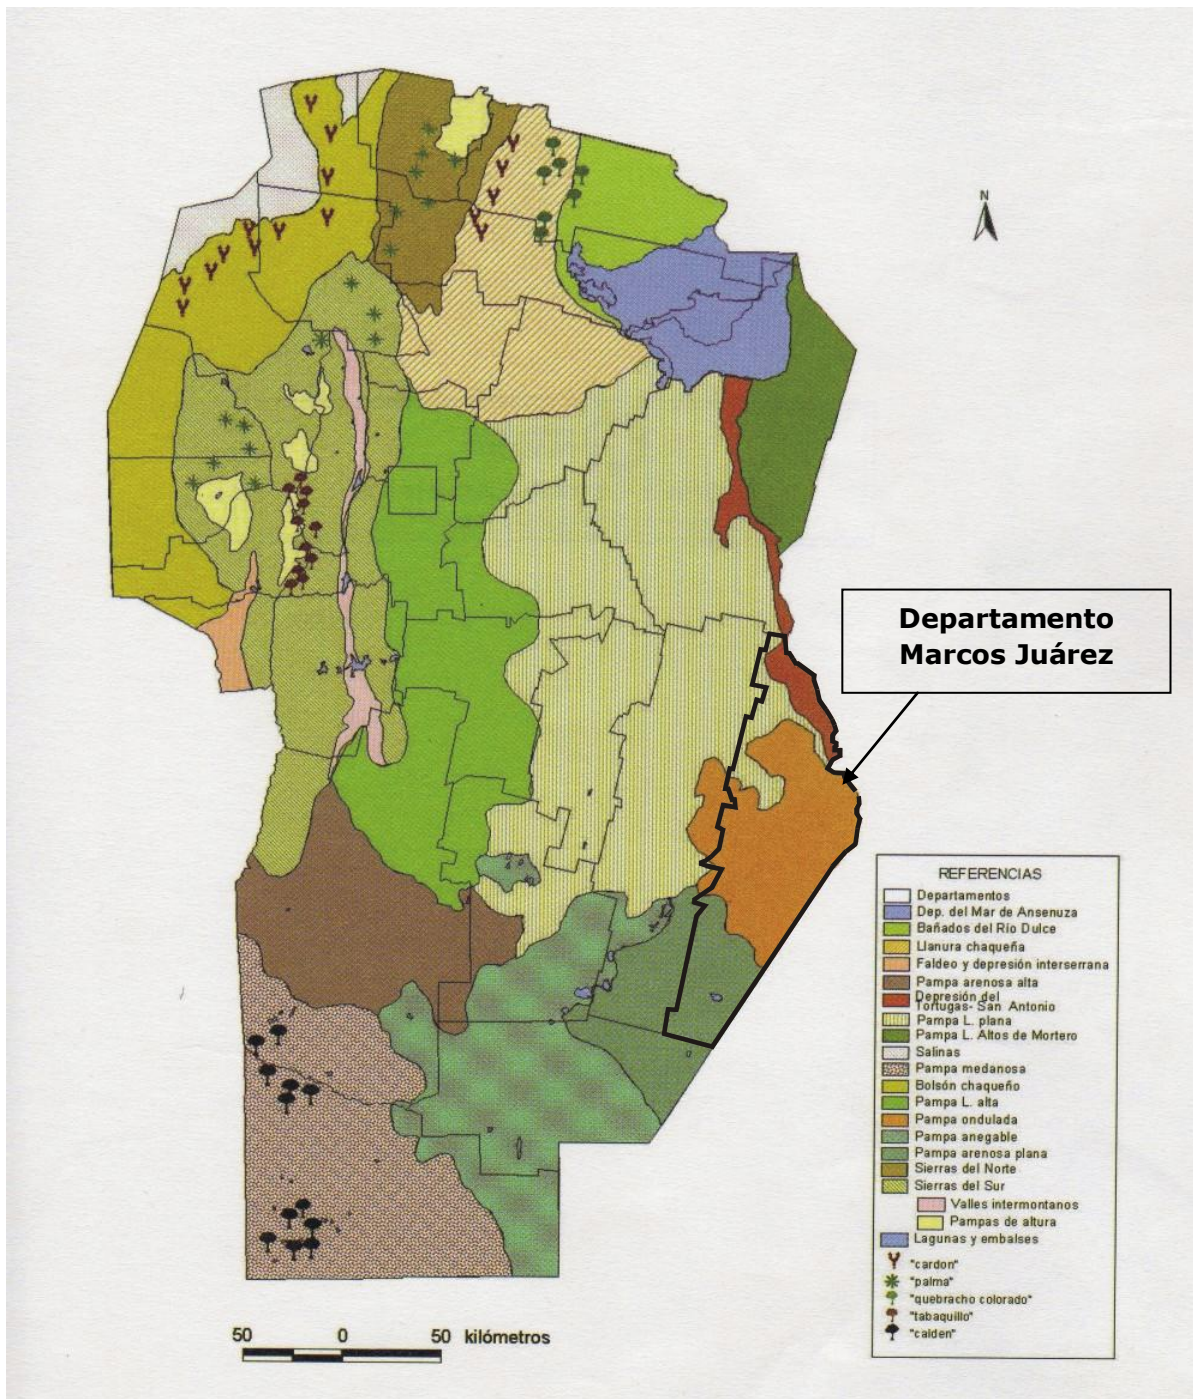 N
Departamento
Marcos Juárez
REFERENCIAS
Departamentos
Dep. del Mar de Ansenuza
Bañados del Río Dulce
Llanura chaqueña
Faldeo y depresión interserrana
Pampa arenosa alta
Depresión del
Tortugas- San Antonio
Pampa L. plana
Pampa L. Altos de Mortero
Salinas
Pampa medanosa
Bolsón chaqueño
Pampa L. alta
Pampa ondulada
Pampa anegable
Pampa arenosa plana
Sierras del Norte
Sierras del Sur
Valles intermontanos
Pampas de altura
Lagunas y embalses
"cardon"
"palma"
"quebracho colorado"
"tabaquillo"
"calden"
50 0 50 kilómetros